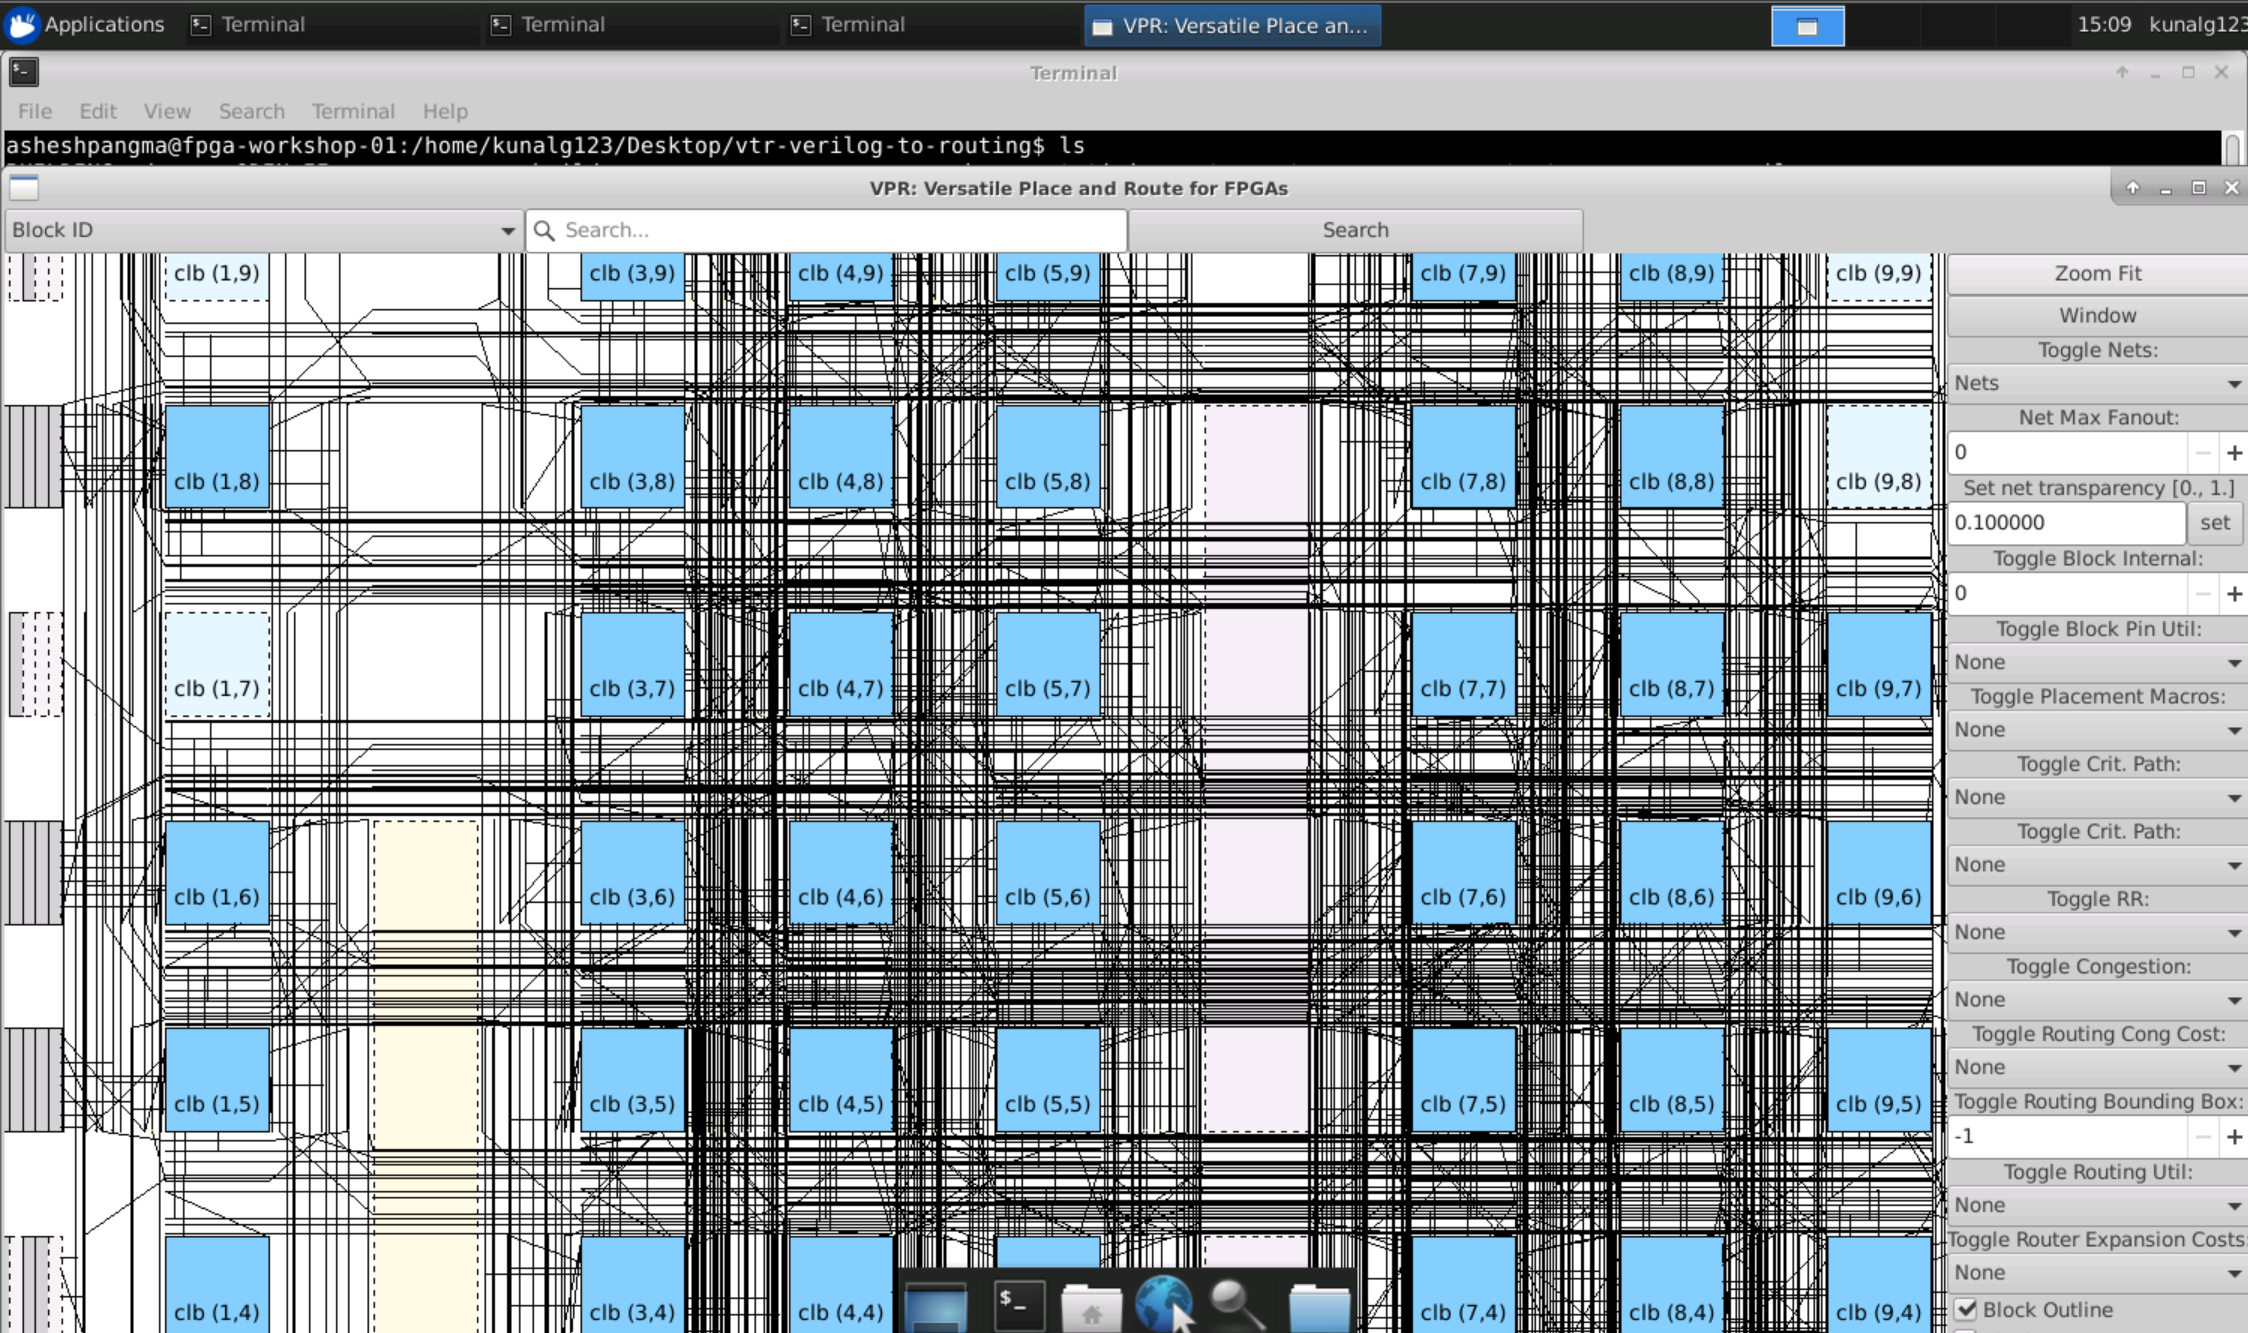 Applications Terminal Terminal Terminal VPR: Versatile Place an... 15:09 kunalg123
Terminal
File Edit View Search Terminal Help
asheshpangma@fpga-workshop-01:/home/kunalg123/Desktop/vtr-verilog-to-routing$ ls
VPR: Versatile Place and Route for FPGAs
Block ID Search... Search
clb (1,9) clb (3,9) clb (4,9) clb (5,9) clb (7,9) clb (8,9) clb (9,9)
clb (1,8) clb (3,8) clb (4,8) clb (5,8) clb (7,8) clb (8,8) clb (9,8)
clb (1,7) clb (3,7) clb (4,7) clb (5,7) clb (7,7) clb (8,7) clb (9,7)
clb (1,6) clb (3,6) clb (4,6) clb (5,6) clb (7,6) clb (8,6) clb (9,6)
clb (1,5) clb (3,5) clb (4,5) clb (5,5) clb (7,5) clb (8,5) clb (9,5)
clb (1,4) clb (3,4) clb (4,4) clb (7,4) clb (8,4) clb (9,4)
Zoom Fit
Window
Toggle Nets:
Nets
Net Max Fanout:
0
Set net transparency [0., 1.]
0.100000 set
Toggle Block Internal:
0
Toggle Block Pin Util:
None
Toggle Placement Macros:
None
Toggle Crit. Path:
None
Toggle Crit. Path:
None
Toggle RR:
None
Toggle Congestion:
None
Toggle Routing Cong Cost:
None
Toggle Routing Bounding Box:
-1
Toggle Routing Util:
None
Toggle Router Expansion Costs:
None
Block Outline